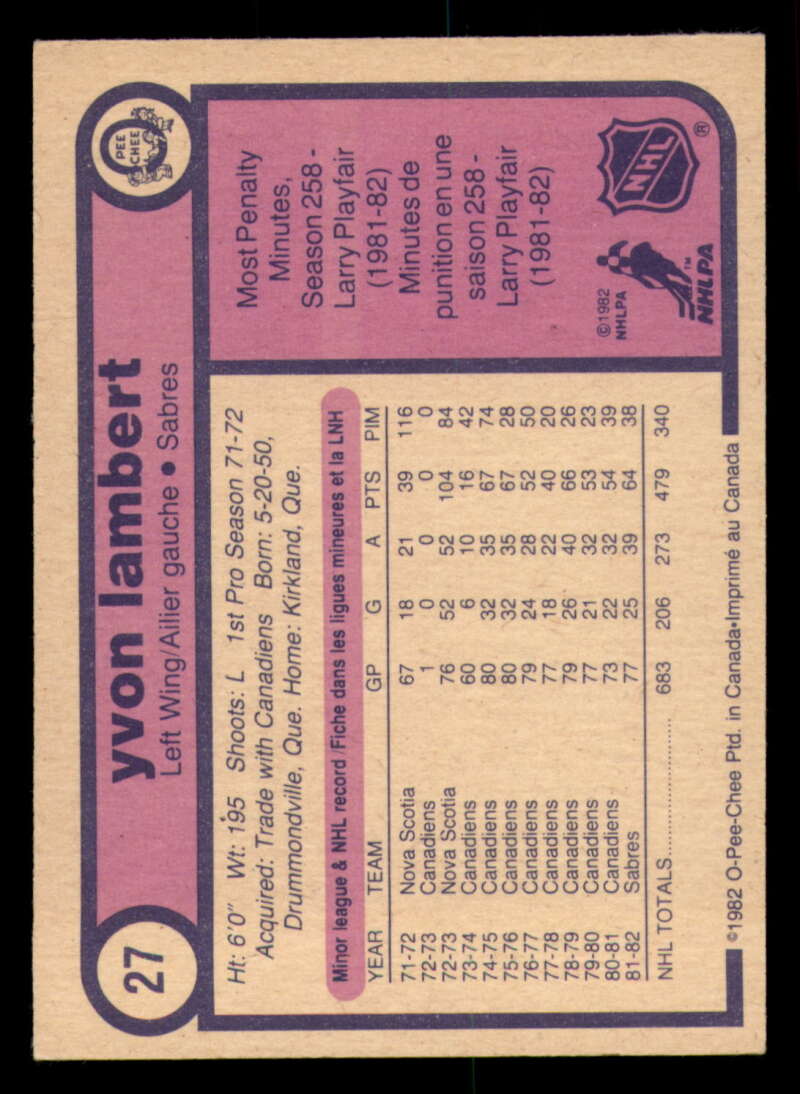 27
yvon lambert
O
PEE
CHEE
Left Wing/Ailier gauche • Sabres
Ht: 6'0" Wt: 195 Shoots: L 1st Pro Season 71-72
Acquired: Trade with Canadiens Born: 5-20-50,
Drummondville, Que. Home: Kirkland, Que.
Minor league & NHL record/Fiche dans les ligues mineures et la LNH
YEAR TEAM GP G A PTS PIM
71-72 Nova Scotia 67 18 21 39 116
72-73 Canadiens 1 0 0 0 0
72-73 Nova Scotia 76 52 52 104 84
73-74 Canadiens 60 6 10 16 42
74-75 Canadiens 80 32 35 67 74
75-76 Canadiens 80 32 35 67 28
76-77 Canadiens 79 24 28 52 50
77-78 Canadiens 77 18 22 40 20
78-79 Canadiens 79 26 40 66 26
79-80 Canadiens 77 21 32 53 23
80-81 Canadiens 73 22 32 54 39
81-82 Sabres 77 25 39 64 38
NHL TOTALS.................... 683 206 273 479 340
Most Penalty
Minutes,
Season 258 -
Larry Playfair
(1981-82)
Minutes de
punition en une
saison 258 -
Larry Playfair
(1981-82)
©1982
NHLPA
NHLPA™
NHL®
©1982 O-Pee-Chee Ptd. in Canada•Imprimé au Canada